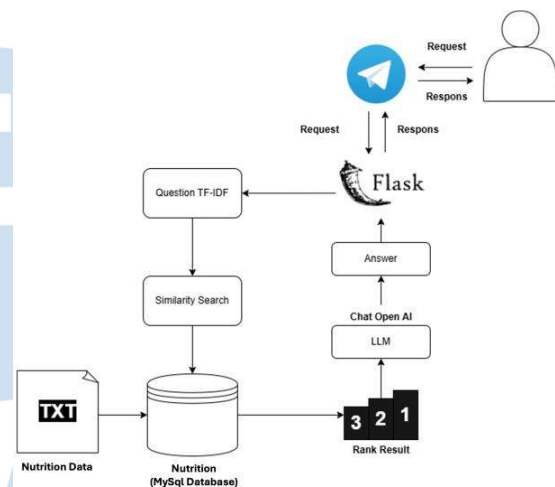 Request
Respons
Request
Respons
Flask
Question TF-IDF
Answer
Similarity Search
Chat Open AI
LLM
TXT
3 2 1
Rank Result
Nutrition Data
Nutrition
(MySql Database)